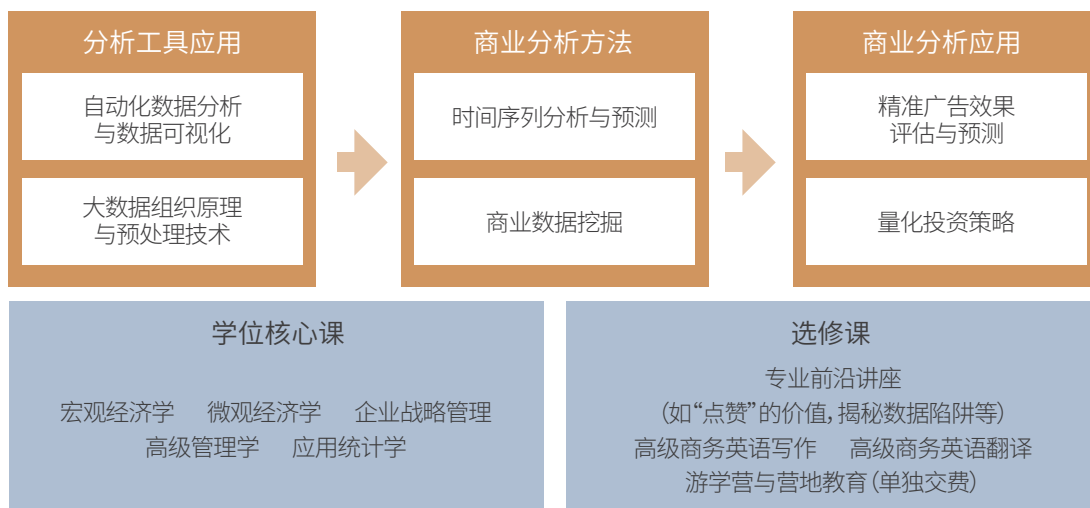 分析工具应用
自动化数据分析
与数据可视化
大数据组织原理
与预处理技术
商业分析方法
时间序列分析与预测
商业数据挖掘
商业分析应用
精准广告效果
评估与预测
量化投资策略
学位核心课
宏观经济学 微观经济学 企业战略管理
高级管理学 应用统计学
选修课
专业前沿讲座
(如“点赞”的价值,揭秘数据陷阱等)
高级商务英语写作 高级商务英语翻译
游学营与营地教育(单独交费)